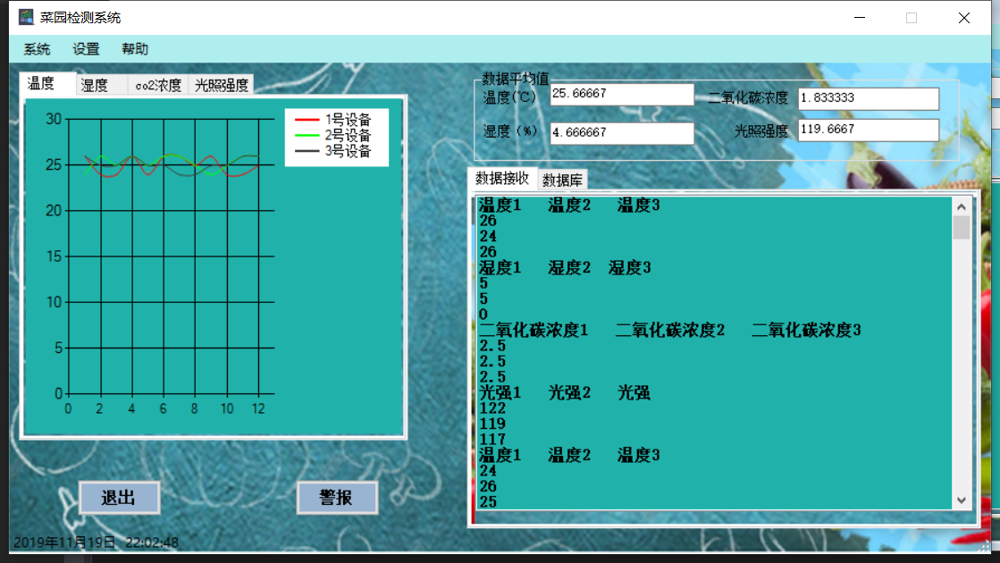 菜园检测系统
系统 设置 帮助
温度 湿度 co2浓度 光照强度
30
25
20
15
10
5
0
0 2 4 6 8 10 12
1号设备
2号设备
3号设备
退出 警报
2019年11月19日 22:02:48
数据平均值
温度(℃) 25.66667 二氧化碳浓度 1.833333
湿度（%） 4.666667 光照强度 119.6667
数据接收 数据库
温度1 温度2 温度3
26
24
26
湿度1 湿度2 湿度3
5
5
0
二氧化碳浓度1 二氧化碳浓度2 二氧化碳浓度3
2.5
2.5
2.5
光强1 光强2 光强
122
119
117
温度1 温度2 温度3
24
26
25